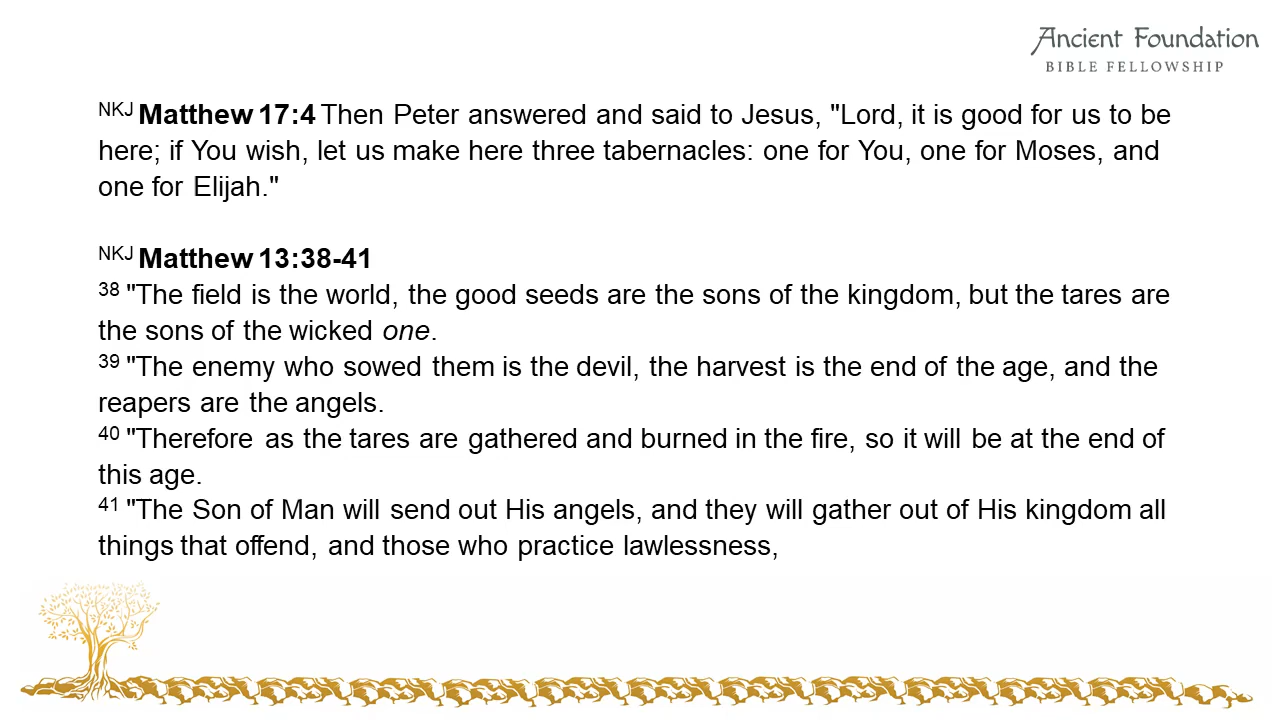 Ancient Foundation
BIBLE FELLOWSHIP
NKJ Matthew 17:4 Then Peter answered and said to Jesus, "Lord, it is good for us to be
here; if You wish, let us make here three tabernacles: one for You, one for Moses, and
one for Elijah."
NKJ Matthew 13:38-41
38 "The field is the world, the good seeds are the sons of the kingdom, but the tares are
the sons of the wicked one.
39 "The enemy who sowed them is the devil, the harvest is the end of the age, and the
reapers are the angels.
40 "Therefore as the tares are gathered and burned in the fire, so it will be at the end of
this age.
41 "The Son of Man will send out His angels, and they will gather out of His kingdom all
things that offend, and those who practice lawlessness,